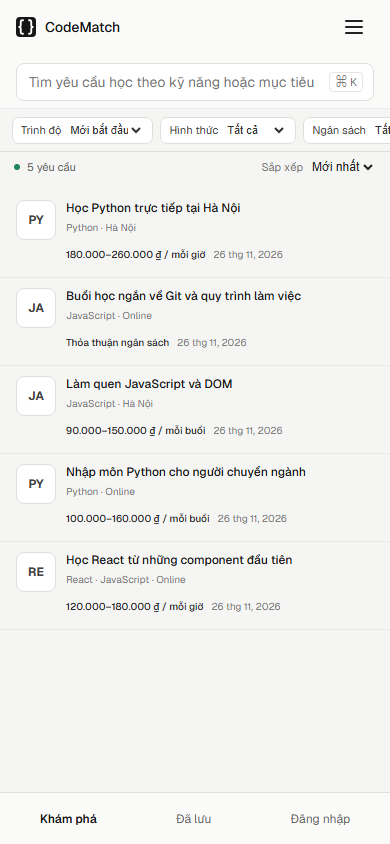 {} CodeMatch
Tìm yêu cầu học theo kỹ năng hoặc mục tiêu ⌘ K
Trình độ Mới bắt đầu Hình thức Tất cả Ngân sách Tất
5 yêu cầu Sắp xếp Mới nhất
PY
Học Python trực tiếp tại Hà Nội
Python · Hà Nội
180.000–260.000 ₫ / mỗi giờ 26 thg 11, 2026
JA
Buổi học ngắn về Git và quy trình làm việc
JavaScript · Online
Thỏa thuận ngân sách 26 thg 11, 2026
JA
Làm quen JavaScript và DOM
JavaScript · Hà Nội
90.000–150.000 ₫ / mỗi buổi 26 thg 11, 2026
PY
Nhập môn Python cho người chuyển ngành
Python · Online
100.000–160.000 ₫ / mỗi buổi 26 thg 11, 2026
RE
Học React từ những component đầu tiên
React · JavaScript · Online
120.000–180.000 ₫ / mỗi giờ 26 thg 11, 2026
Khám phá Đã lưu Đăng nhập